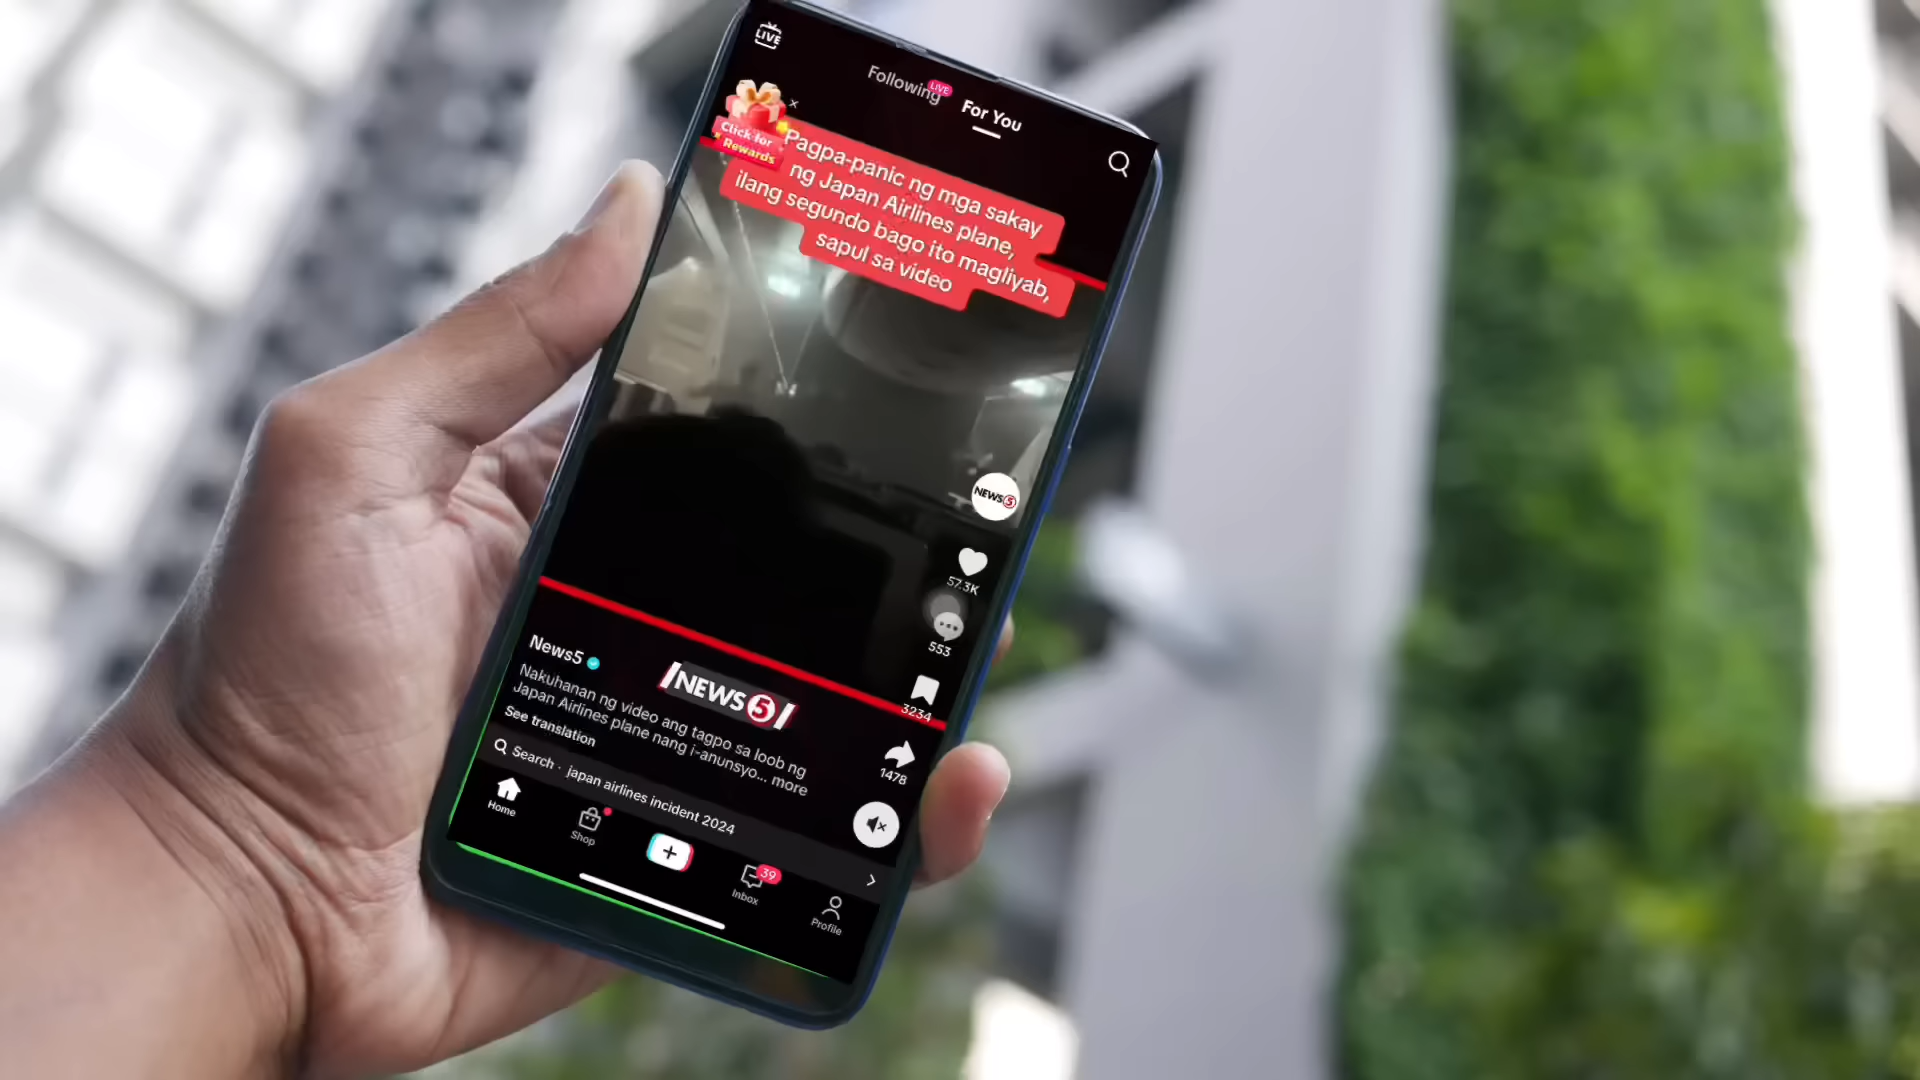 LIVE
Following
LIVE
For You
Click for
Rewards
Pagpa-panic ng mga sakay
ng Japan Airlines plane,
ilang segundo bago ito magliyab,
sapul sa video
NEWS5
57.3K
553
3234
1478
News5
NEWS5
Nakuhanan ng video ang tagpo sa loob ng
Japan Airlines plane nang i-anunsyo... more
See translation
Search · japan airlines incident 2024
Home
Shop
39
Inbox
Profile